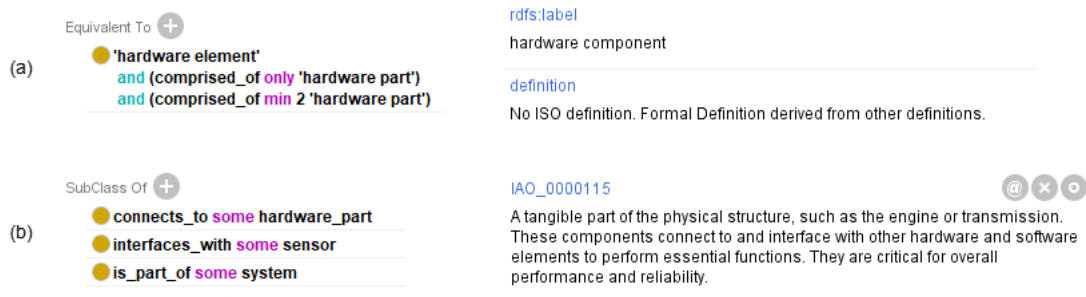 Equivalent To +
(a)
'hardware element'
and (comprised_of only 'hardware part')
and (comprised_of min 2 'hardware part')
rdfs:label
hardware component
definition
No ISO definition. Formal Definition derived from other definitions.
SubClass Of +
(b)
connects_to some hardware_part
interfaces_with some sensor
is_part_of some system
IAO_0000115 @ x o
A tangible part of the physical structure, such as the engine or transmission.
These components connect to and interface with other hardware and software
elements to perform essential functions. They are critical for overall
performance and reliability.